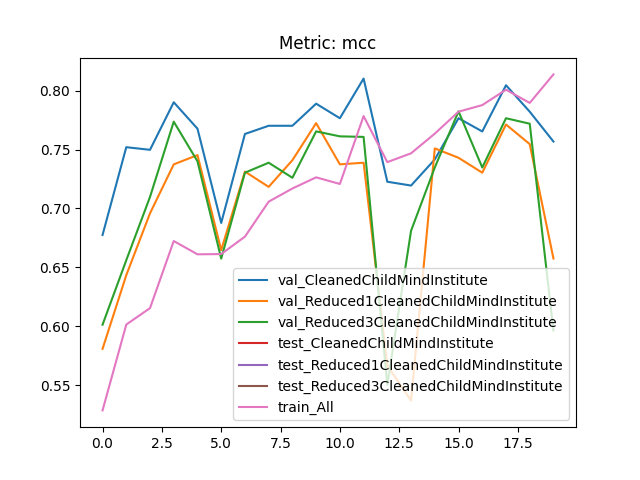 Metric: mcc
0.80
0.75
0.70
0.65
0.60
0.55
val_CleanedChildMindInstitute
val_Reduced1CleanedChildMindInstitute
val_Reduced3CleanedChildMindInstitute
test_CleanedChildMindInstitute
test_Reduced1CleanedChildMindInstitute
test_Reduced3CleanedChildMindInstitute
train_All
0.0 2.5 5.0 7.5 10.0 12.5 15.0 17.5